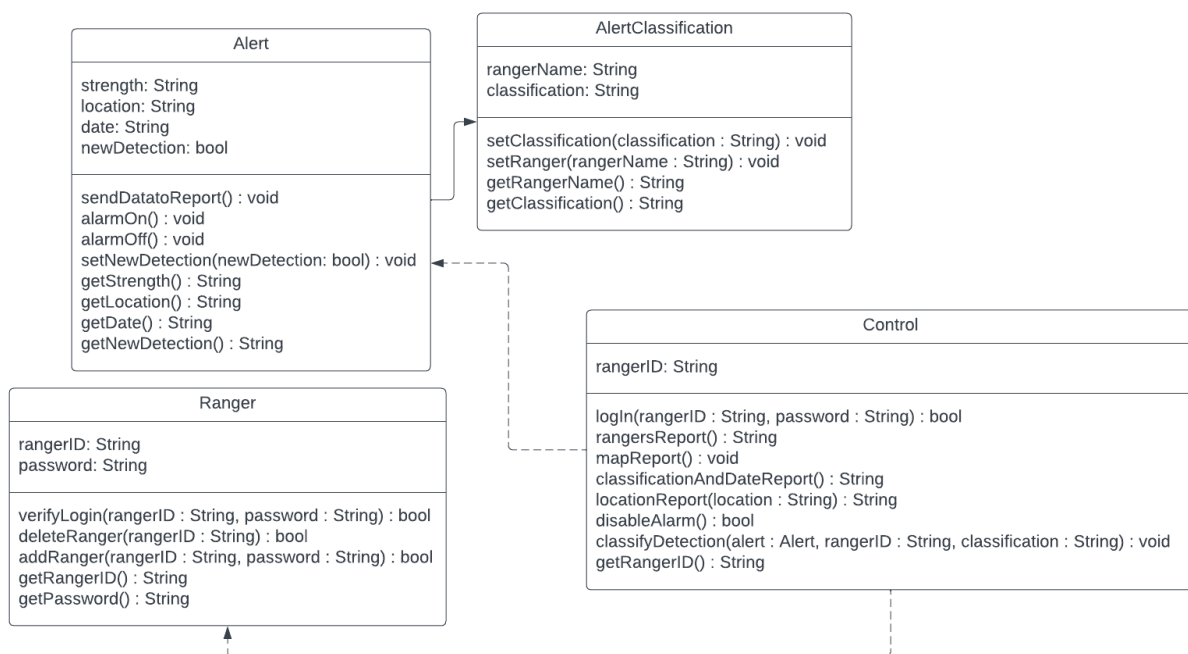 Alert
strength: String
location: String
date: String
newDetection: bool
sendDatatoReport() : void
alarmOn() : void
alarmOff() : void
setNewDetection(newDetection: bool) : void
getStrength() : String
getLocation() : String
getDate() : String
getNewDetection() : String
AlertClassification
rangerName: String
classification: String
setClassification(classification : String) : void
setRanger(rangerName : String) : void
getRangerName() : String
getClassification() : String
Ranger
rangerID: String
password: String
verifyLogin(rangerID : String, password : String) : bool
deleteRanger(rangerID : String) : bool
addRanger(rangerID : String, password : String) : bool
getRangerID() : String
getPassword() : String
Control
rangerID: String
logIn(rangerID : String, password : String) : bool
rangersReport() : String
mapReport() : void
classificationAndDateReport() : String
locationReport(location : String) : String
disableAlarm() : bool
classifyDetection(alert : Alert, rangerID : String, classification : String) : void
getRangerID() : String